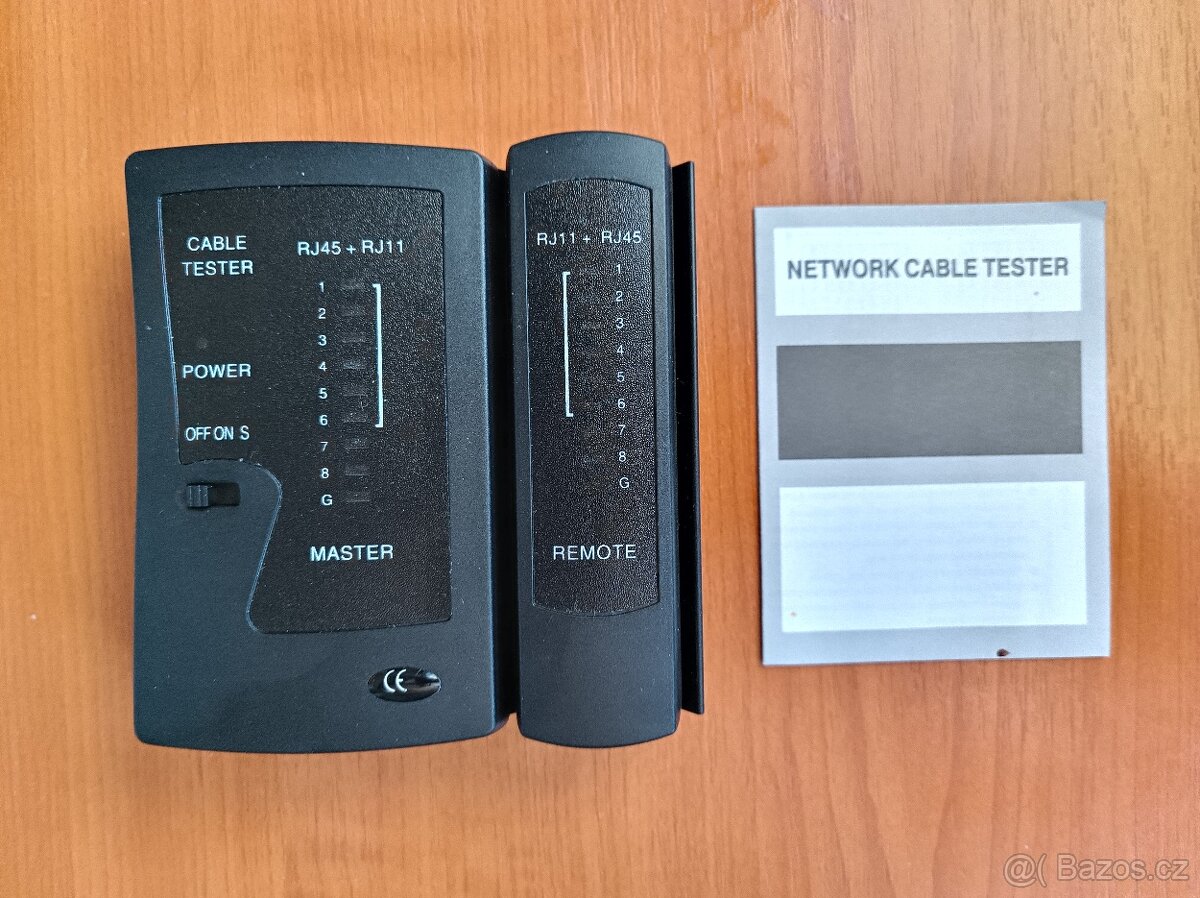 CABLE
TESTER
RJ45 + RJ11
1
2
3
4
5
6
7
8
G
POWER
OFF ON S
MASTER
CE
RJ11 + RJ45
1
2
3
4
5
6
7
8
G
REMOTE
NETWORK CABLE TESTER
@( Bazos.cz